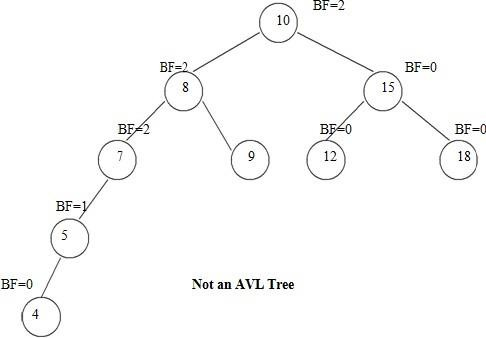 BF=2
10
BF=2
BF=0
8
15
BF=2
BF=0
BF=0
7
9
12
18
BF=1
5
BF=0
Not an AVL Tree
4